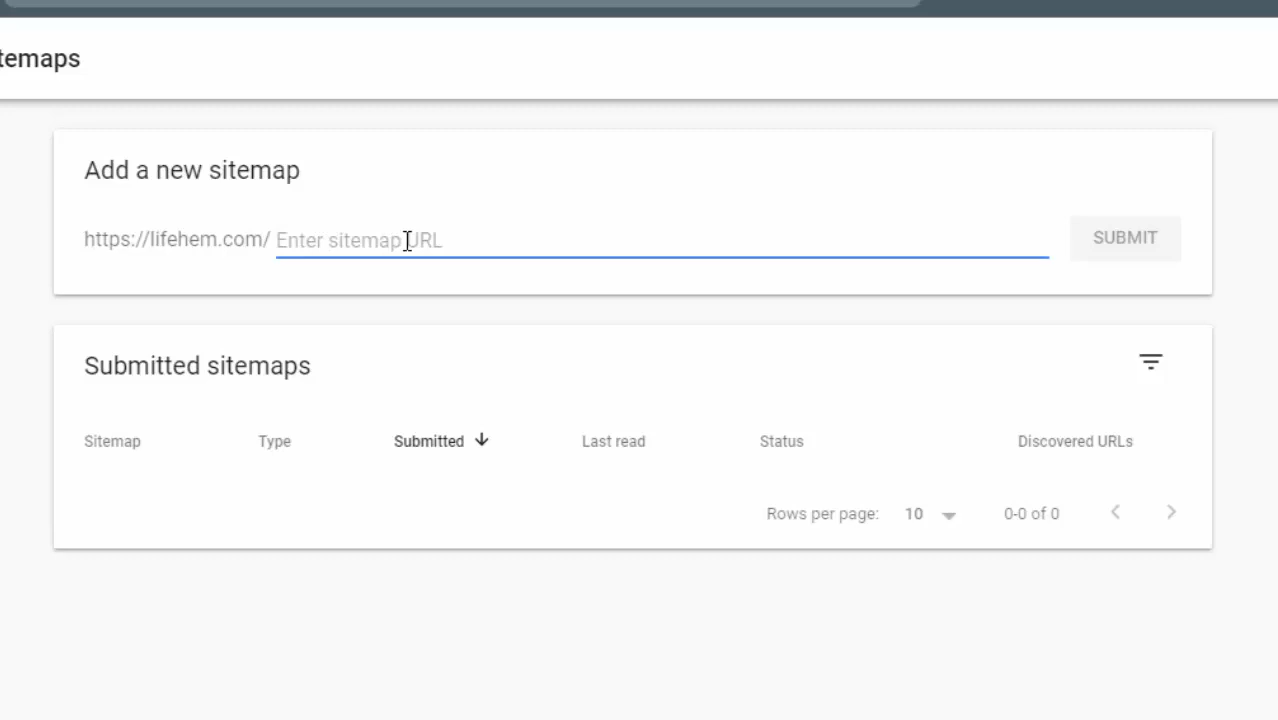 temaps
Add a new sitemap
https://lifehem.com/ Enter sitemap URL
SUBMIT
Submitted sitemaps
Sitemap Type Submitted Last read Status Discovered URLs
Rows per page: 10 0-0 of 0